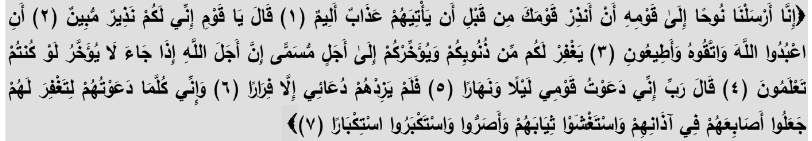 ﴿إِنَّا أَرْسَلْنَا نُوحًا إِلَىٰ قَوْمِهِ أَنْ أَنذِرْ قَوْمَكَ مِن قَبْلِ أَن يَأْتِيَهُمْ عَذَابٌ أَلِيمٌ (١) قَالَ يَا قَوْمِ إِنِّي لَكُمْ نَذِيرٌ مُّبِينٌ (٢) أَنِ
اعْبُدُوا اللَّهَ وَاتَّقُوهُ وَأَطِيعُونِ (٣) يَغْفِرْ لَكُم مِّن ذُنُوبِكُمْ وَيُؤَخِّرْكُمْ إِلَىٰ أَجَلٍ مُّسَمًّى إِنَّ أَجَلَ اللَّهِ إِذَا جَاءَ لَا يُؤَخَّرُ لَوْ كُنتُمْ
تَعْلَمُونَ (٤) قَالَ رَبِّ إِنِّي دَعَوْتُ قَوْمِي لَيْلًا وَنَهَارًا (٥) فَلَمْ يَزِدْهُمْ دُعَائِي إِلَّا فِرَارًا (٦) وَإِنِّي كُلَّمَا دَعَوْتُهُمْ لِتَغْفِرَ لَهُمْ
جَعَلُوا أَصَابِعَهُمْ فِي آذَانِهِمْ وَاسْتَغْشَوْا ثِيَابَهُمْ وَأَصَرُّوا وَاسْتَكْبَرُوا اسْتِكْبَارًا (٧)﴾